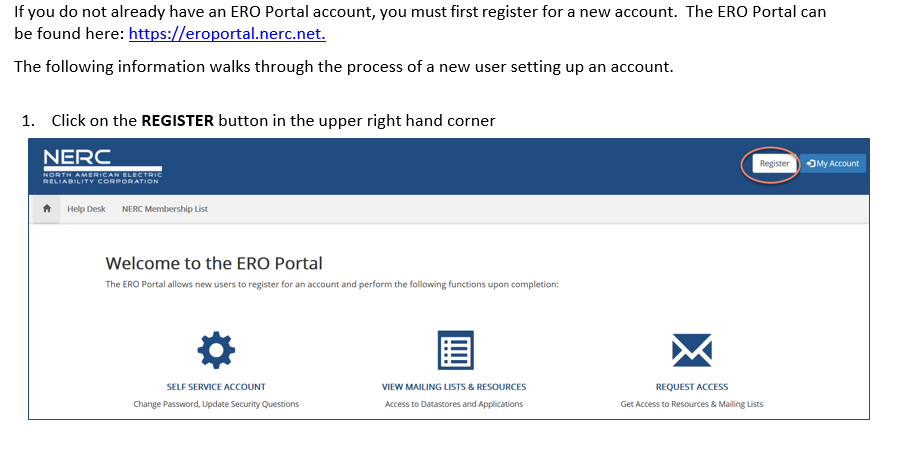 If you do not already have an ERO Portal account, you must first register for a new account.  The ERO Portal can
be found here: https://eroportal.nerc.net.
The following information walks through the process of a new user setting up an account.
1. Click on the REGISTER button in the upper right hand corner
NERC
NORTH AMERICAN ELECTRIC
RELIABILITY CORPORATION
Register
My Account
Help Desk
NERC Membership List
Welcome to the ERO Portal
The ERO Portal allows new users to register for an account and perform the following functions upon completion:
SELF SERVICE ACCOUNT
Change Password, Update Security Questions
VIEW MAILING LISTS & RESOURCES
Access to Datastores and Applications
REQUEST ACCESS
Get Access to Resources & Mailing Lists